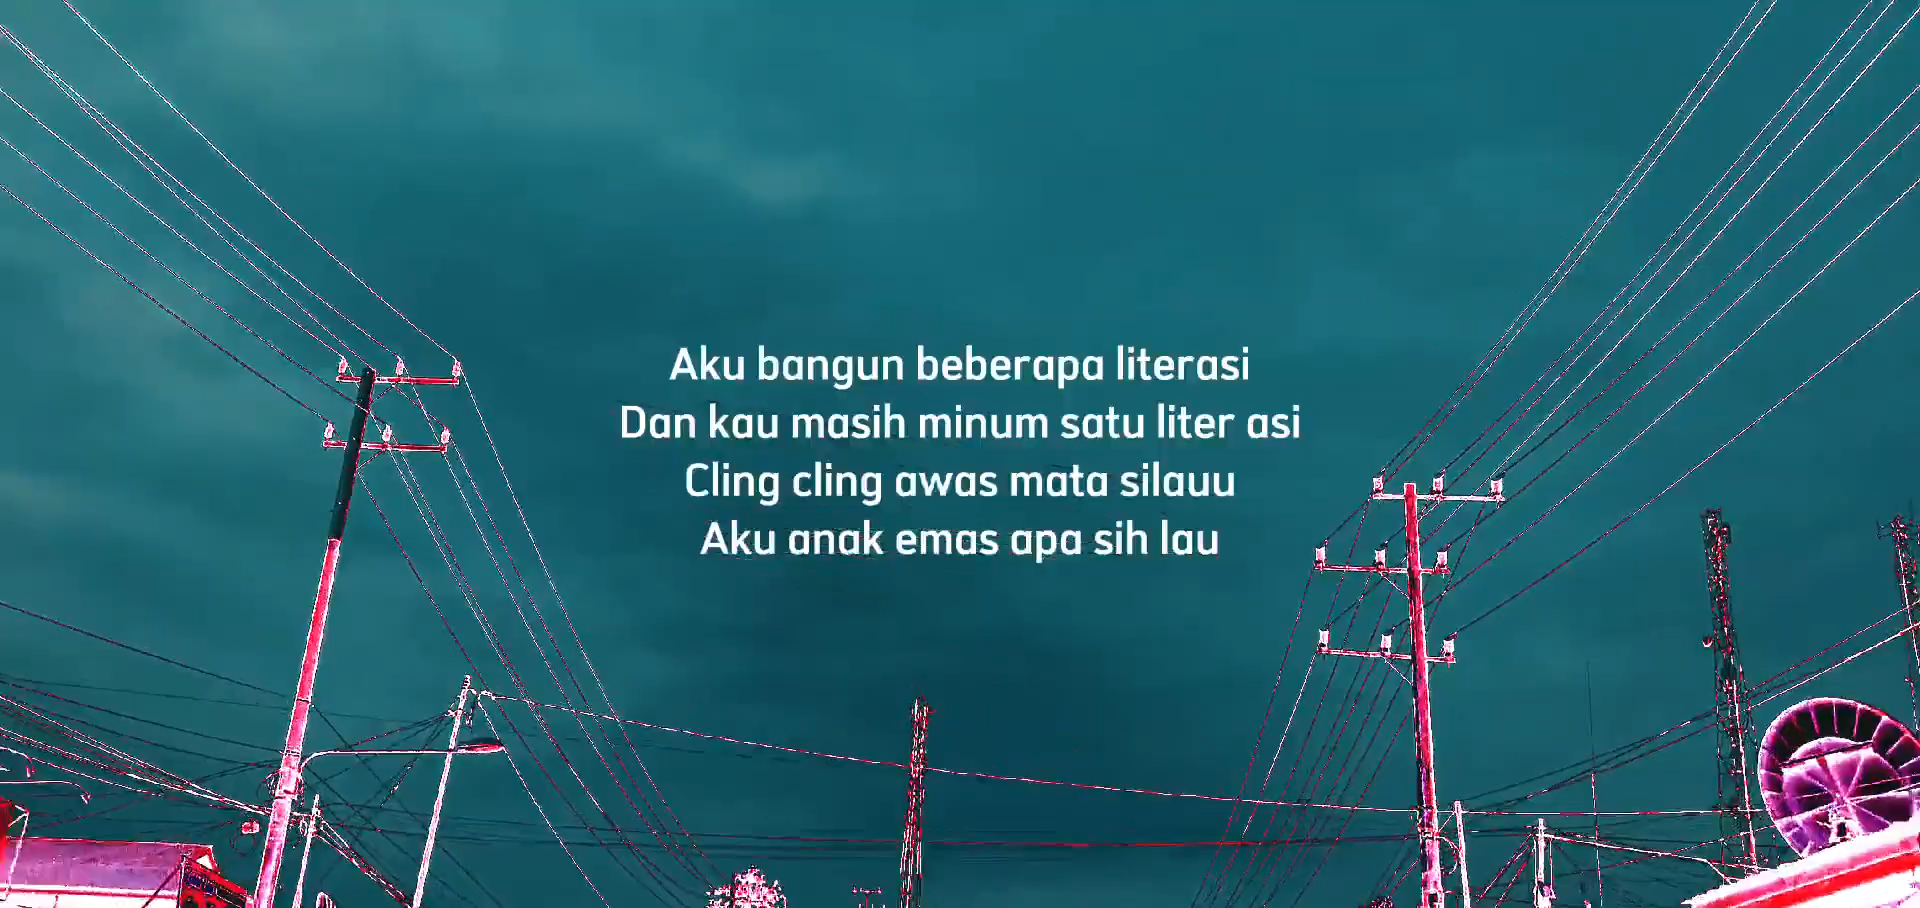 Aku bangun beberapa literasi
Dan kau masih minum satu liter asi
Cling cling awas mata silauu
Aku anak emas apa sih lau